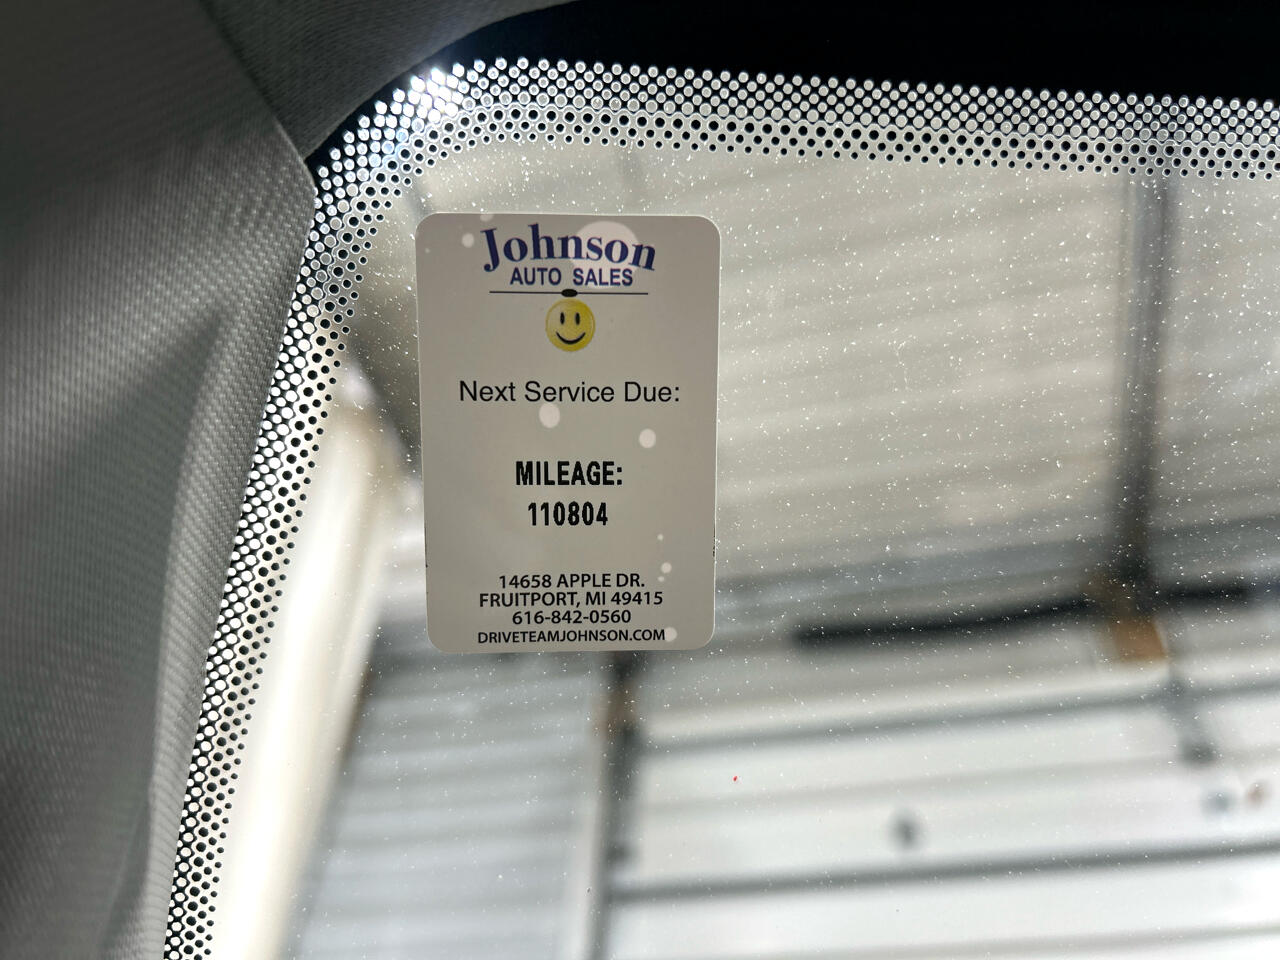 Johnson
AUTO SALES
Next Service Due:
MILEAGE:
110804
14658 APPLE DR.
FRUITPORT, MI 49415
616-842-0560
DRIVETEAMJOHNSON.COM